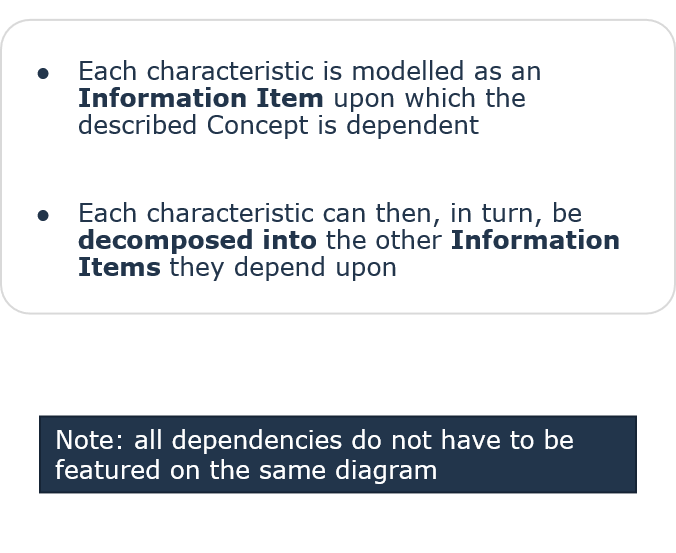 ● Each characteristic is modelled as an
Information Item upon which the
described Concept is dependent
● Each characteristic can then, in turn, be
decomposed into the other Information
Items they depend upon
Note: all dependencies do not have to be
featured on the same diagram